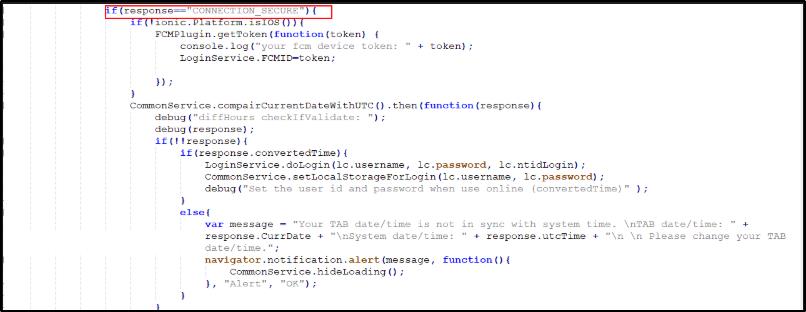 if(response=="CONNECTION_SECURE"){
if(!ionic.Platform.isIOS()){
FCMPlugin.getToken(function(token) {
console.log("your fcm device token: " + token);
LoginService.FCMID=token;
});
}
CommonService.compairCurrentDateWithUTC().then(function(response){
debug("diffHours checkIfValidate: ");
debug(response);
if(!!response){
if(response.convertedTime){
LoginService.doLogin(lc.username, lc.password, lc.ntidLogin);
CommonService.setLocalStorageForLogin(lc.username, lc.password);
debug("Set the user id and password when use online (convertedTime)" );
}
else{
var message = "Your TAB date/time is not in sync with system time. \nTAB date/time: " +
response.CurrDate + "\nSystem date/time: " + response.utcTime + "\n \n Please change your TAB
date/time.";
navigator.notification.alert(message, function(){
CommonService.hideLoading();
}, "Alert", "OK");
}
}